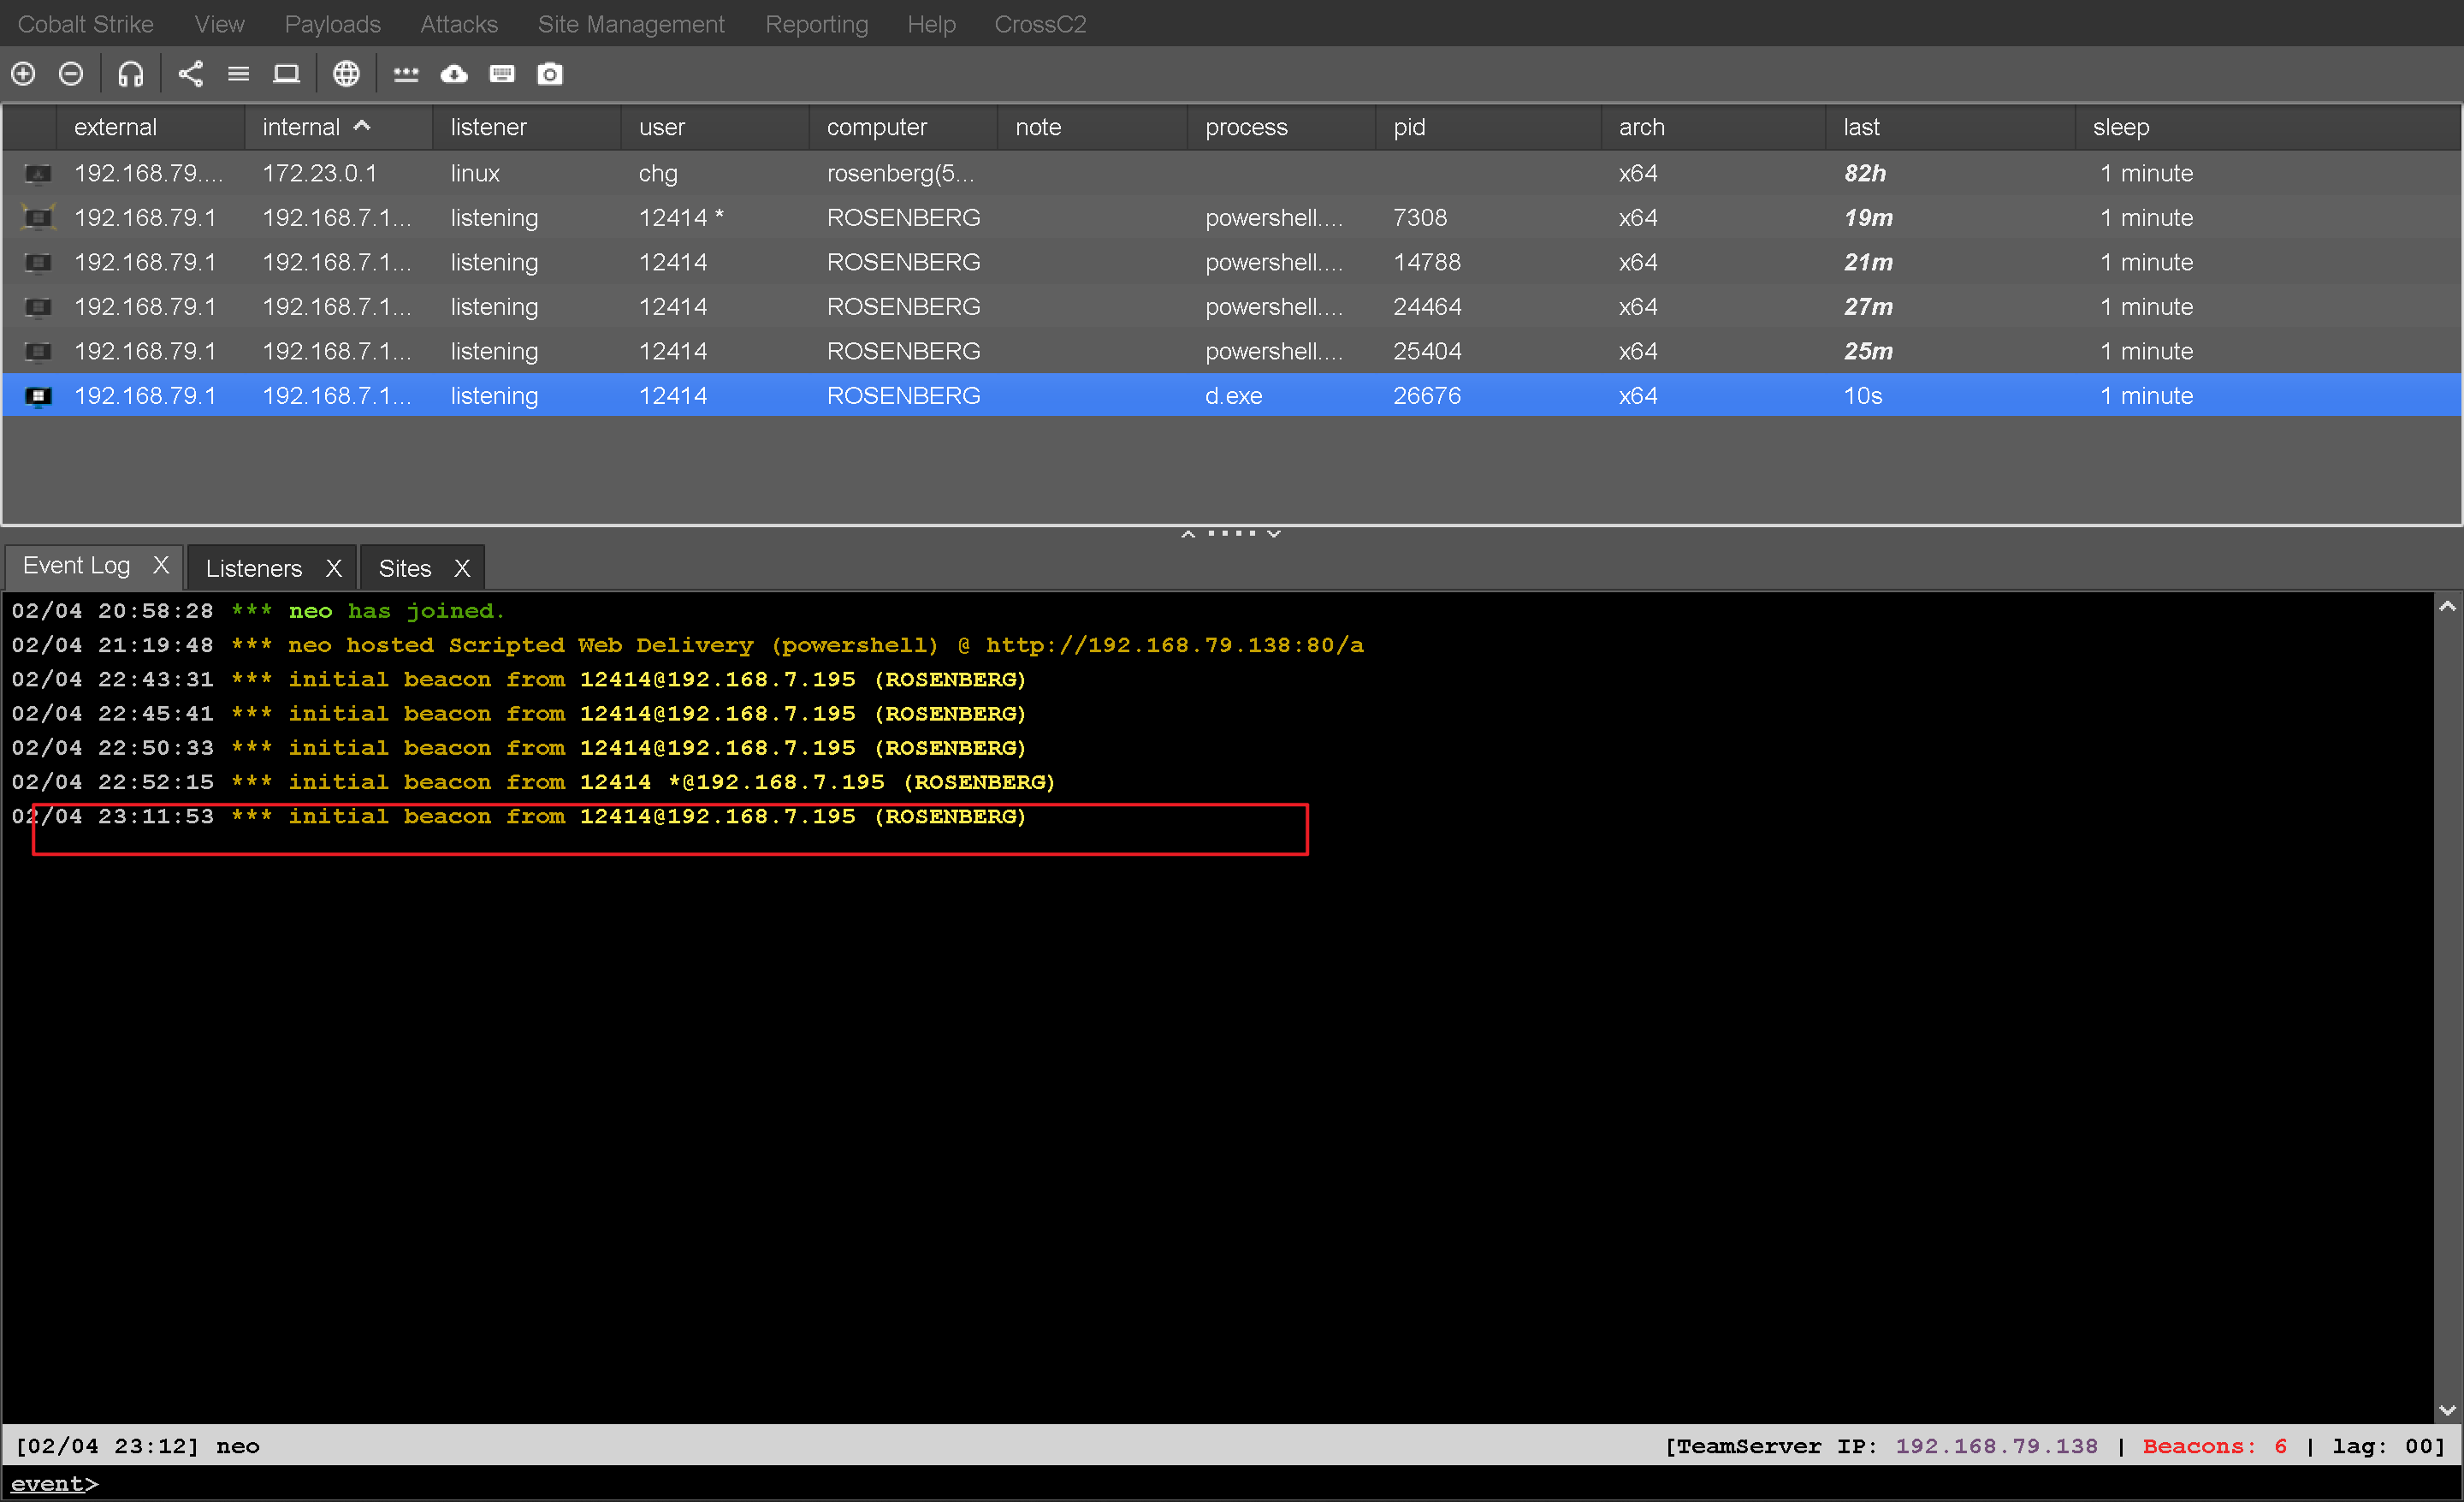 Cobalt Strike View Payloads Attacks Site Management Reporting Help CrossC2
external internal listener user computer note process pid arch last sleep
192.168.79.... 172.23.0.1 linux chg rosenberg(5... x64 82h 1 minute
192.168.79.1 192.168.7.1... listening 12414 * ROSENBERG powershell.... 7308 x64 19m 1 minute
192.168.79.1 192.168.7.1... listening 12414 ROSENBERG powershell.... 14788 x64 21m 1 minute
192.168.79.1 192.168.7.1... listening 12414 ROSENBERG powershell.... 24464 x64 27m 1 minute
192.168.79.1 192.168.7.1... listening 12414 ROSENBERG powershell.... 25404 x64 25m 1 minute
192.168.79.1 192.168.7.1... listening 12414 ROSENBERG d.exe 26676 x64 10s 1 minute
Event Log X Listeners X Sites X
02/04 20:58:28 *** neo has joined.
02/04 21:19:48 *** neo hosted Scripted Web Delivery (powershell) @ http://192.168.79.138:80/a
02/04 22:43:31 *** initial beacon from 12414@192.168.7.195 (ROSENBERG)
02/04 22:45:41 *** initial beacon from 12414@192.168.7.195 (ROSENBERG)
02/04 22:50:33 *** initial beacon from 12414@192.168.7.195 (ROSENBERG)
02/04 22:52:15 *** initial beacon from 12414 *@192.168.7.195 (ROSENBERG)
02/04 23:11:53 *** initial beacon from 12414@192.168.7.195 (ROSENBERG)
[02/04 23:12] neo [TeamServer IP: 192.168.79.138 | Beacons: 6 | lag: 00]
event>